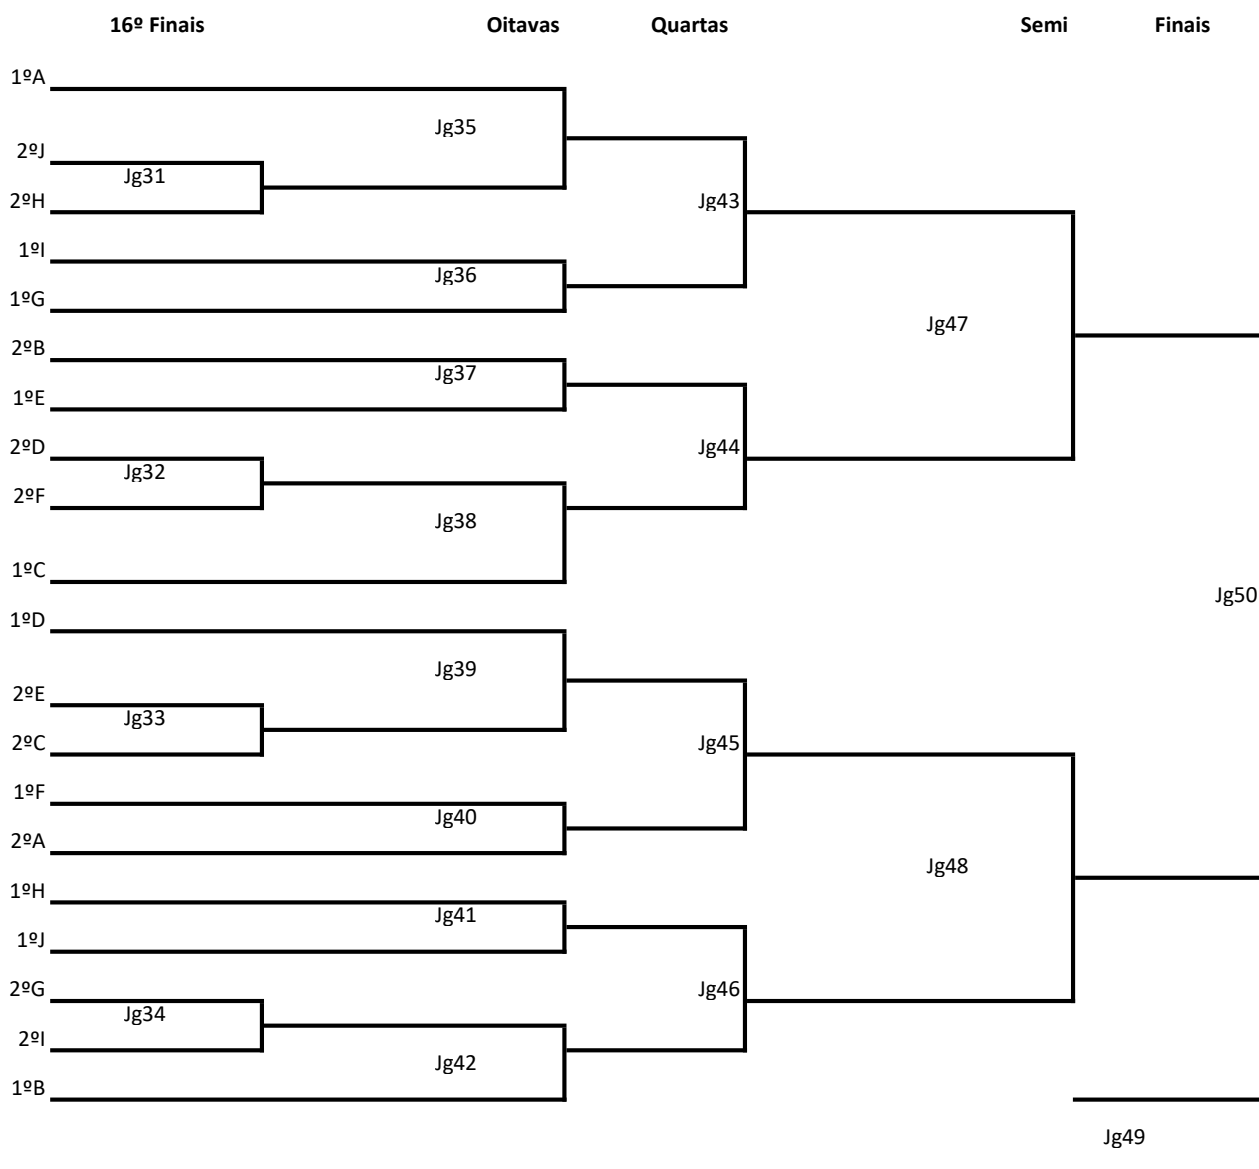 16º Finais Oitavas Quartas Semi Finais
1ºA
Jg35
2ºJ
Jg31
2ºH
Jg43
1ºI
Jg36
1ºG
Jg47
2ºB
Jg37
1ºE
2ºD
Jg44
Jg32
2ºF
Jg38
1ºC
Jg50
1ºD
Jg39
2ºE
Jg33
2ºC
Jg45
1ºF
Jg40
2ºA
Jg48
1ºH
Jg41
1ºJ
2ºG
Jg46
Jg34
2ºI
Jg42
1ºB
Jg49